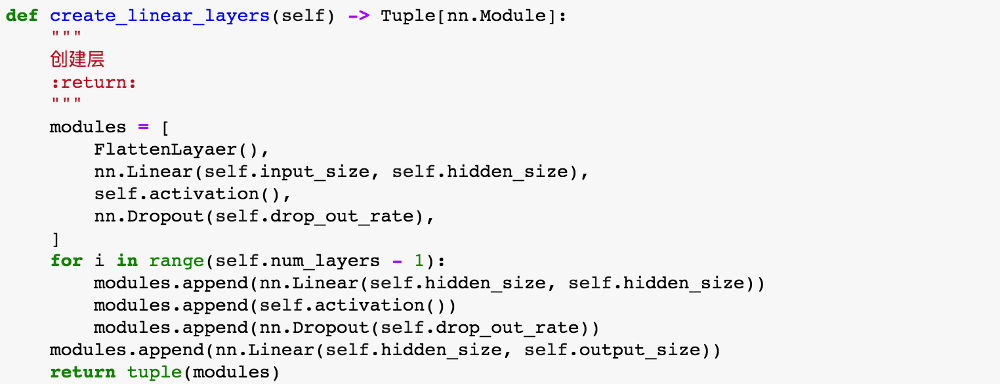 def create_linear_layers(self) -> Tuple[nn.Module]:
    """
    创建层
    :return:
    """
    modules = [
        FlattenLayaer(),
        nn.Linear(self.input_size, self.hidden_size),
        self.activation(),
        nn.Dropout(self.drop_out_rate),
    ]
    for i in range(self.num_layers - 1):
        modules.append(nn.Linear(self.hidden_size, self.hidden_size))
        modules.append(self.activation())
        modules.append(nn.Dropout(self.drop_out_rate))
    modules.append(nn.Linear(self.hidden_size, self.output_size))
    return tuple(modules)